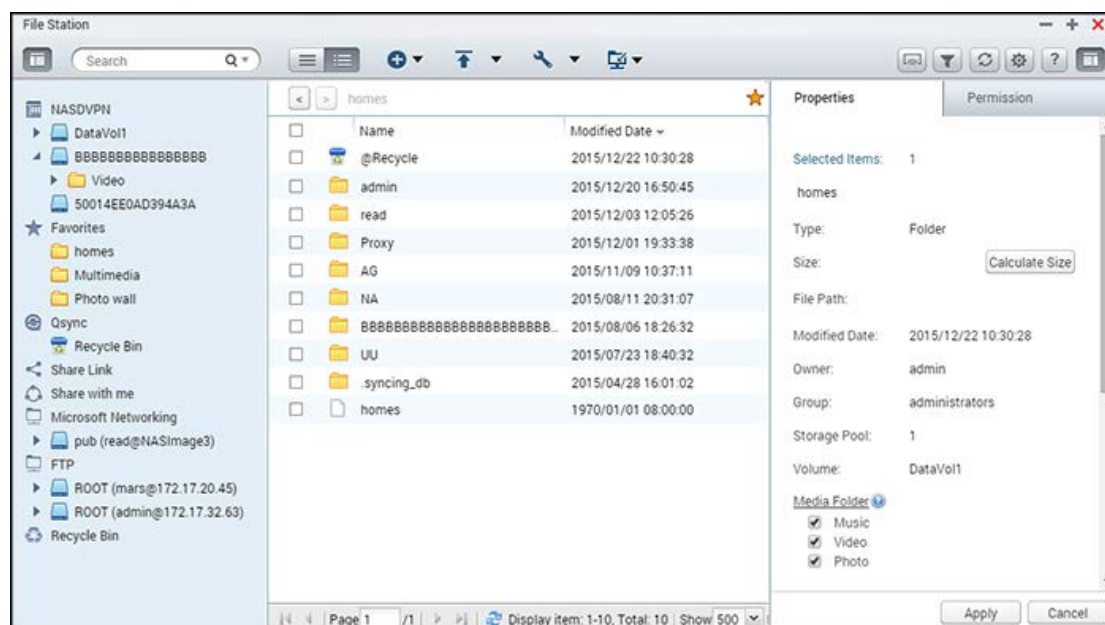 File Station
Search
NASDVPN
DataVol1
BBBBBBBBBBBBBBBB
Video
50014EE0AD394A3A
Favorites
homes
Multimedia
Photo wall
Qsync
Recycle Bin
Share Link
Share with me
Microsoft Networking
pub (read@NASImage3)
FTP
ROOT (mars@172.17.20.45)
ROOT (admin@172.17.32.63)
Recycle Bin
homes
Name Modified Date
@Recycle 2015/12/22 10:30:28
admin 2015/12/20 16:50:45
read 2015/12/03 12:05:26
Proxy 2015/12/01 19:33:38
AG 2015/11/09 10:37:11
NA 2015/08/11 20:31:07
BBBBBBBBBBBBBBBBBBBBBBB... 2015/08/06 18:26:32
UU 2015/07/23 18:40:32
.syncing_db 2015/04/28 16:01:02
homes 1970/01/01 08:00:00
Page 1 /1 Display item: 1-10, Total: 10 Show 500
Properties Permission
Selected Items: 1
homes
Type: Folder
Size: Calculate Size
File Path:
Modified Date: 2015/12/22 10:30:28
Owner: admin
Group: administrators
Storage Pool: 1
Volume: DataVol1
Media Folder
Music
Video
Photo
Apply Cancel